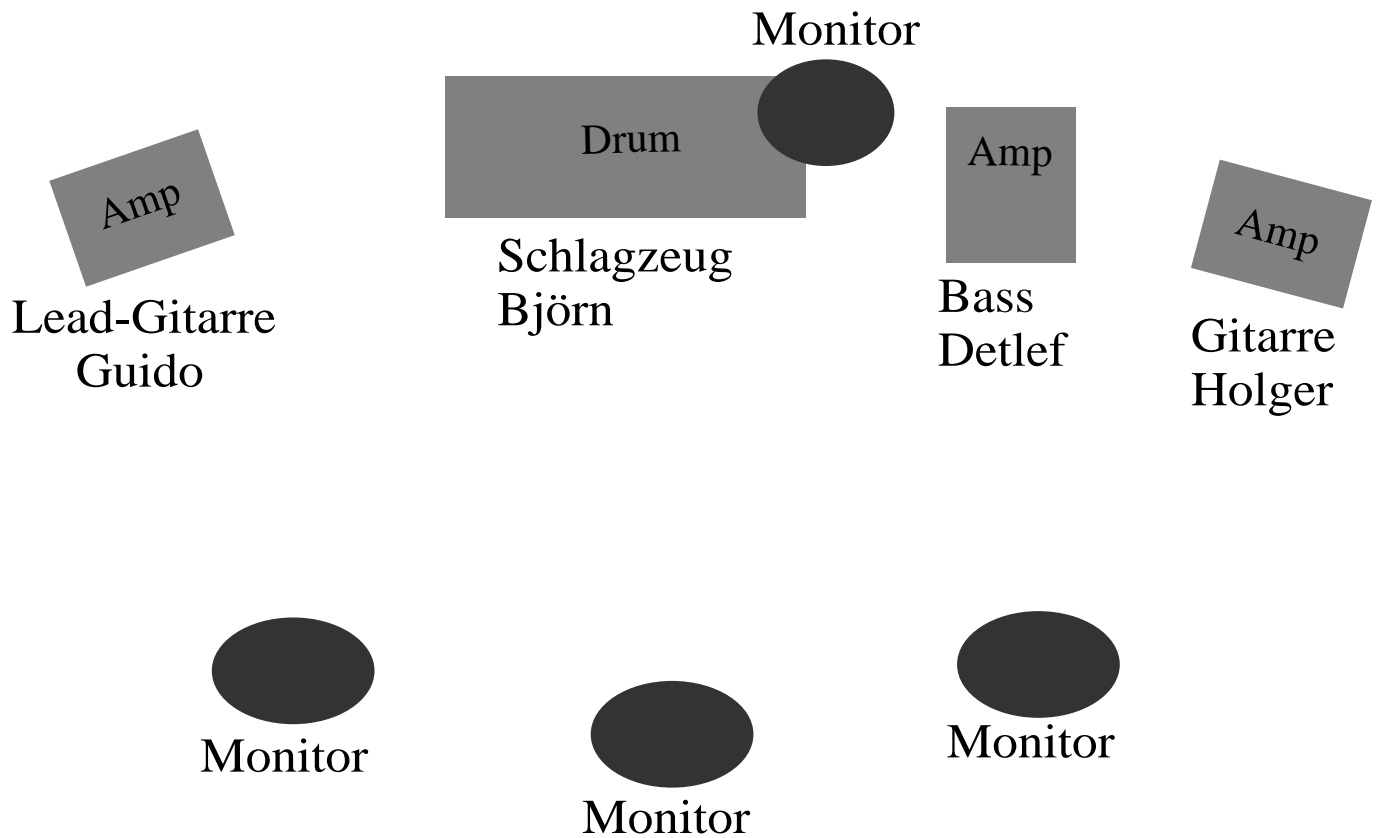 Monitor
Drum
Amp
Amp
Amp
Schlagzeug
Björn
Bass
Detlef
Lead-Gitarre
Guido
Gitarre
Holger
Monitor
Monitor
Monitor